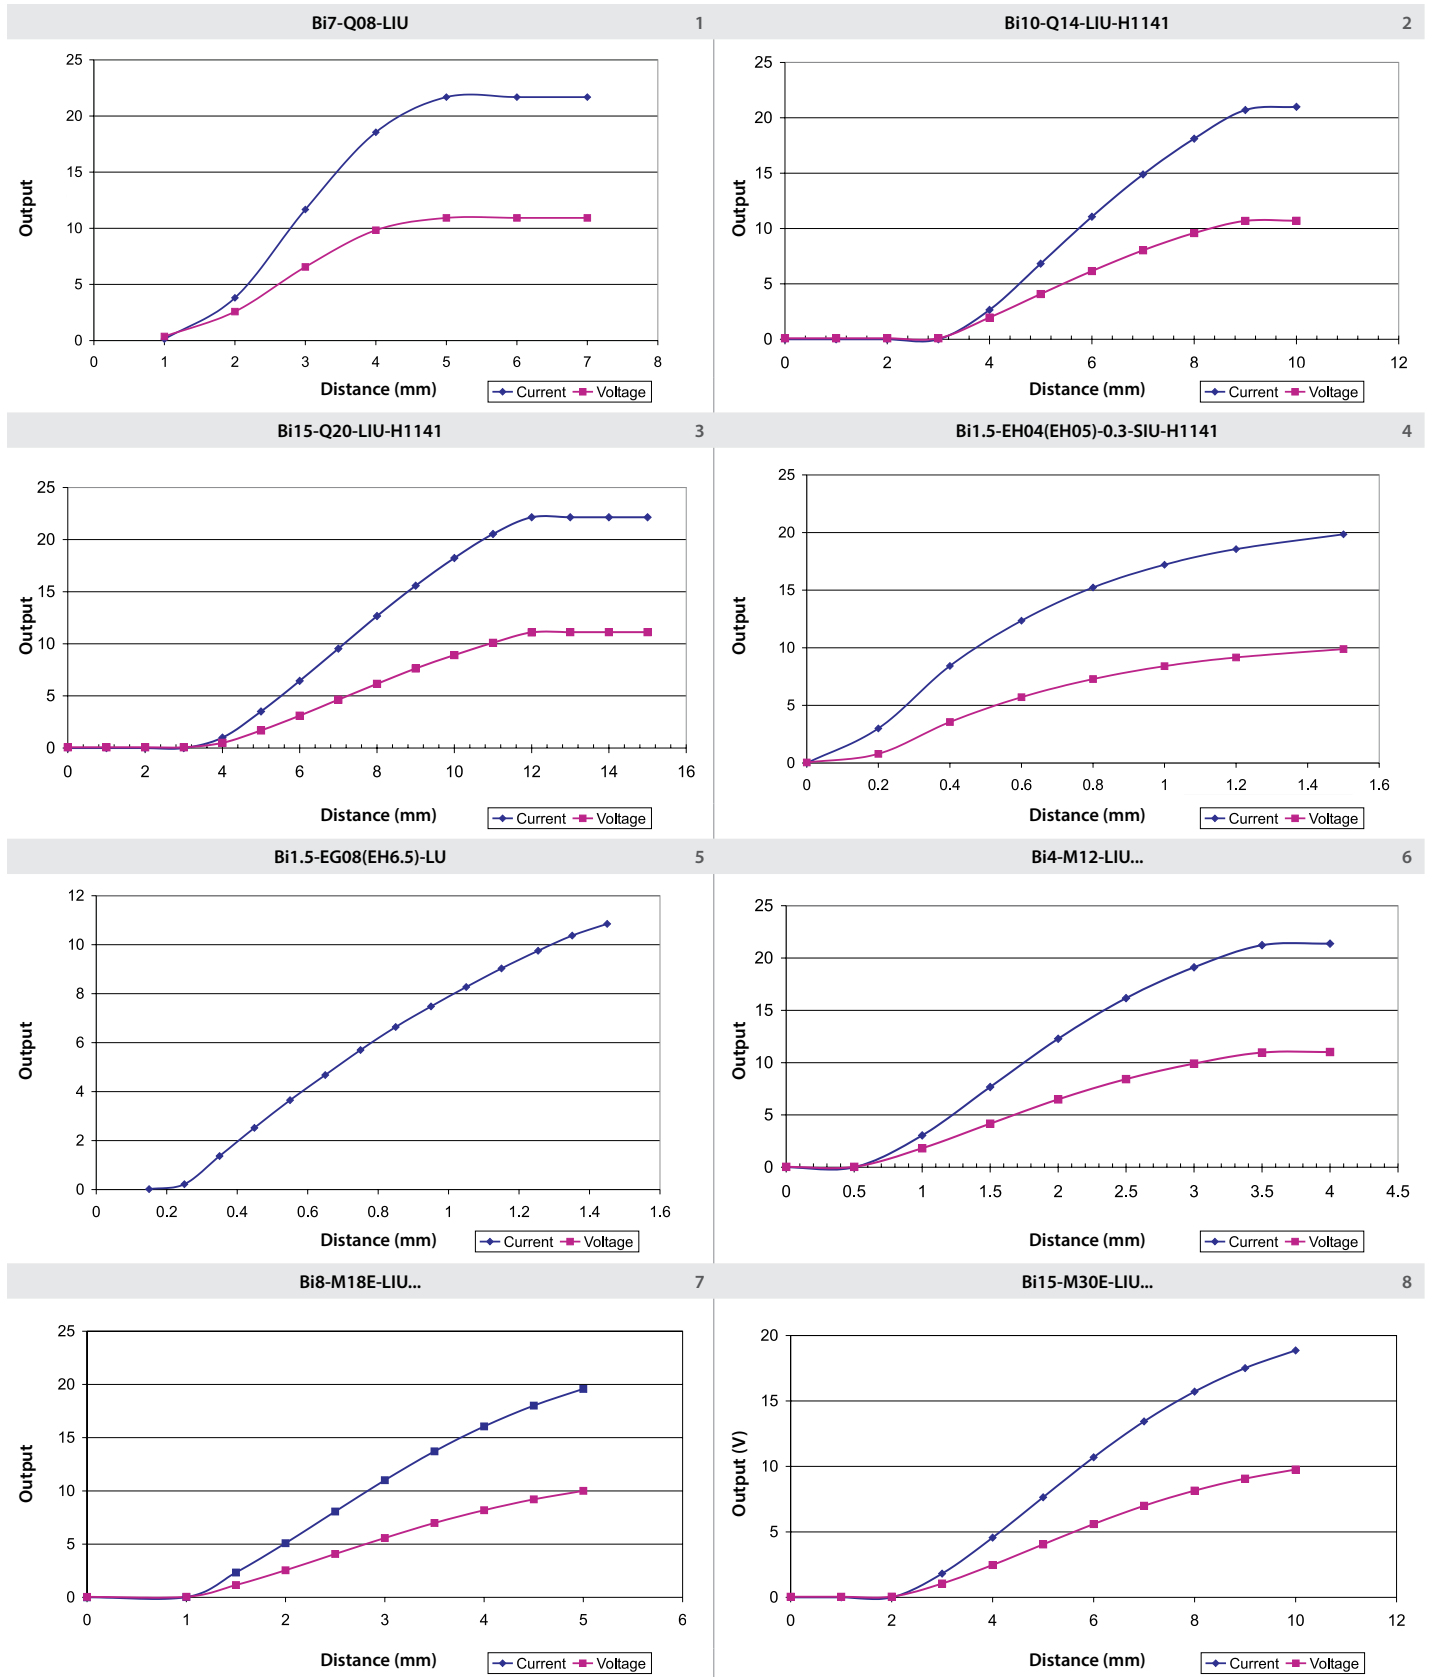 Bi7-Q08-LIU 1
25
20
15
10
5
0
Output
0 1 2 3 4 5 6 7 8
Distance (mm)
Current Voltage
Bi10-Q14-LIU-H1141 2
25
20
15
10
5
0
Output
0 2 4 6 8 10 12
Distance (mm)
Current Voltage
Bi15-Q20-LIU-H1141 3
25
20
15
10
5
0
Output
0 2 4 6 8 10 12 14 16
Distance (mm)
Current Voltage
Bi1.5-EH04(EH05)-0.3-SIU-H1141 4
25
20
15
10
5
0
Output
0 0.2 0.4 0.6 0.8 1 1.2 1.4 1.6
Distance (mm)
Current Voltage
Bi1.5-EG08(EH6.5)-LU 5
12
10
8
6
4
2
0
Output
0 0.2 0.4 0.6 0.8 1 1.2 1.4 1.6
Distance (mm)
Current Voltage
Bi4-M12-LIU... 6
25
20
15
10
5
0
Output
0 0.5 1 1.5 2 2.5 3 3.5 4 4.5
Distance (mm)
Current Voltage
Bi8-M18E-LIU... 7
25
20
15
10
5
0
Output
0 1 2 3 4 5 6
Distance (mm)
Current Voltage
Bi15-M30E-LIU... 8
20
15
10
5
0
Output (V)
0 2 4 6 8 10 12
Distance (mm)
Current Voltage